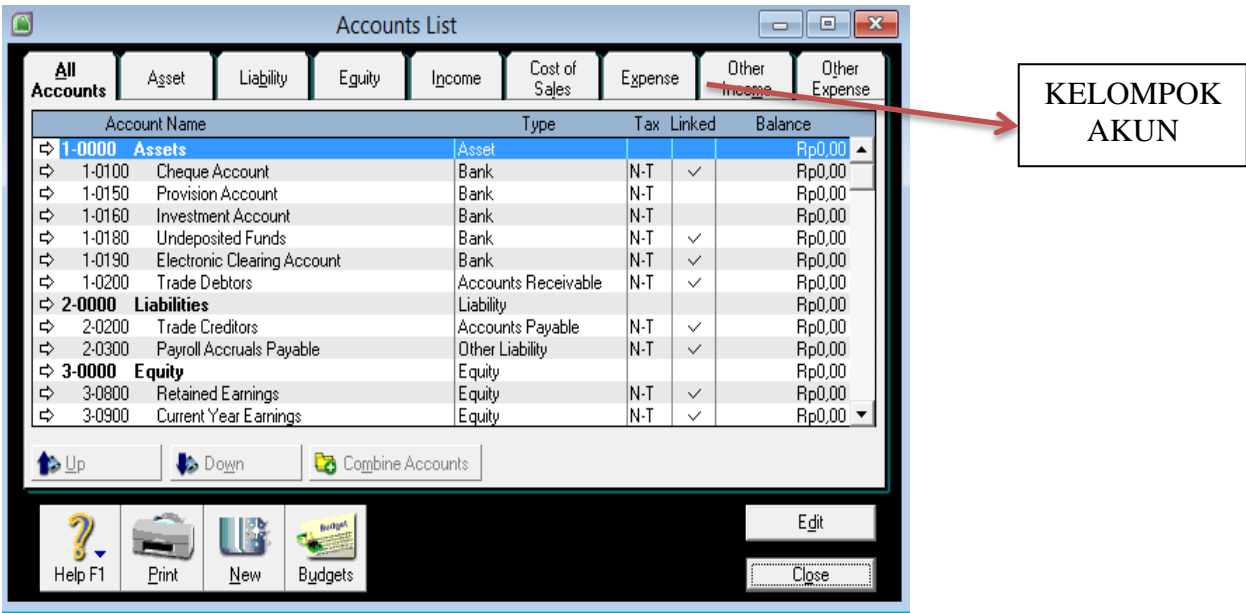 Accounts List
All Accounts Asset Liability Equity Income Cost of Sales Expense Other Income Other Expense
Account Name Type Tax Linked Balance
1-0000 Assets Asset Rp0,00
1-0100 Cheque Account Bank N-T ✓ Rp0,00
1-0150 Provision Account Bank N-T Rp0,00
1-0160 Investment Account Bank N-T Rp0,00
1-0180 Undeposited Funds Bank N-T ✓ Rp0,00
1-0190 Electronic Clearing Account Bank N-T ✓ Rp0,00
1-0200 Trade Debtors Accounts Receivable N-T ✓ Rp0,00
2-0000 Liabilities Liability Rp0,00
2-0200 Trade Creditors Accounts Payable N-T ✓ Rp0,00
2-0300 Payroll Accruals Payable Other Liability N-T ✓ Rp0,00
3-0000 Equity Equity Rp0,00
3-0800 Retained Earnings Equity N-T ✓ Rp0,00
3-0900 Current Year Earnings Equity N-T ✓ Rp0,00
Up Down Combine Accounts
Budget
Help F1 Print New Budgets
Edit
Close
KELOMPOK
AKUN